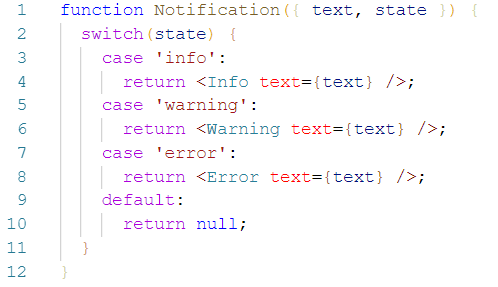 1 function Notification({ text, state }) {
2   switch(state) {
3     case 'info':
4       return <Info text={text} />;
5     case 'warning':
6       return <Warning text={text} />;
7     case 'error':
8       return <Error text={text} />;
9     default:
10       return null;
11   }
12 }